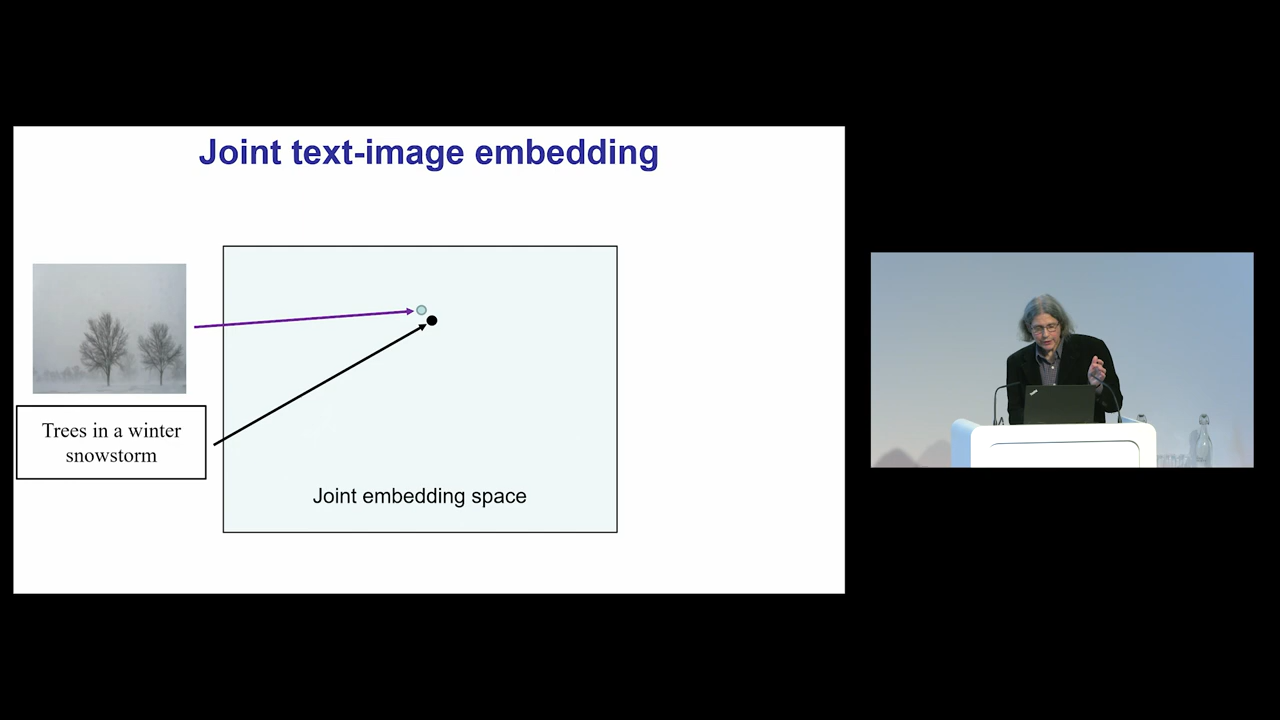 Joint text-image embedding
Trees in a winter
snowstorm
Joint embedding space